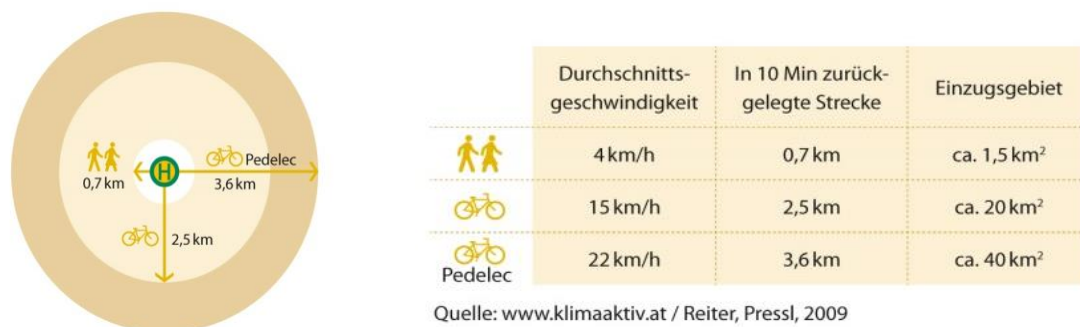 Pedelec
H
0,7 km
3,6 km
2,5 km
Durchschnitts-
geschwindigkeit
In 10 Min zurück-
gelegte Strecke
Einzugsgebiet
4 km/h
0,7 km
ca. 1,5 km²
15 km/h
2,5 km
ca. 20 km²
Pedelec
22 km/h
3,6 km
ca. 40 km²
Quelle: www.klimaaktiv.at / Reiter, Pressl, 2009